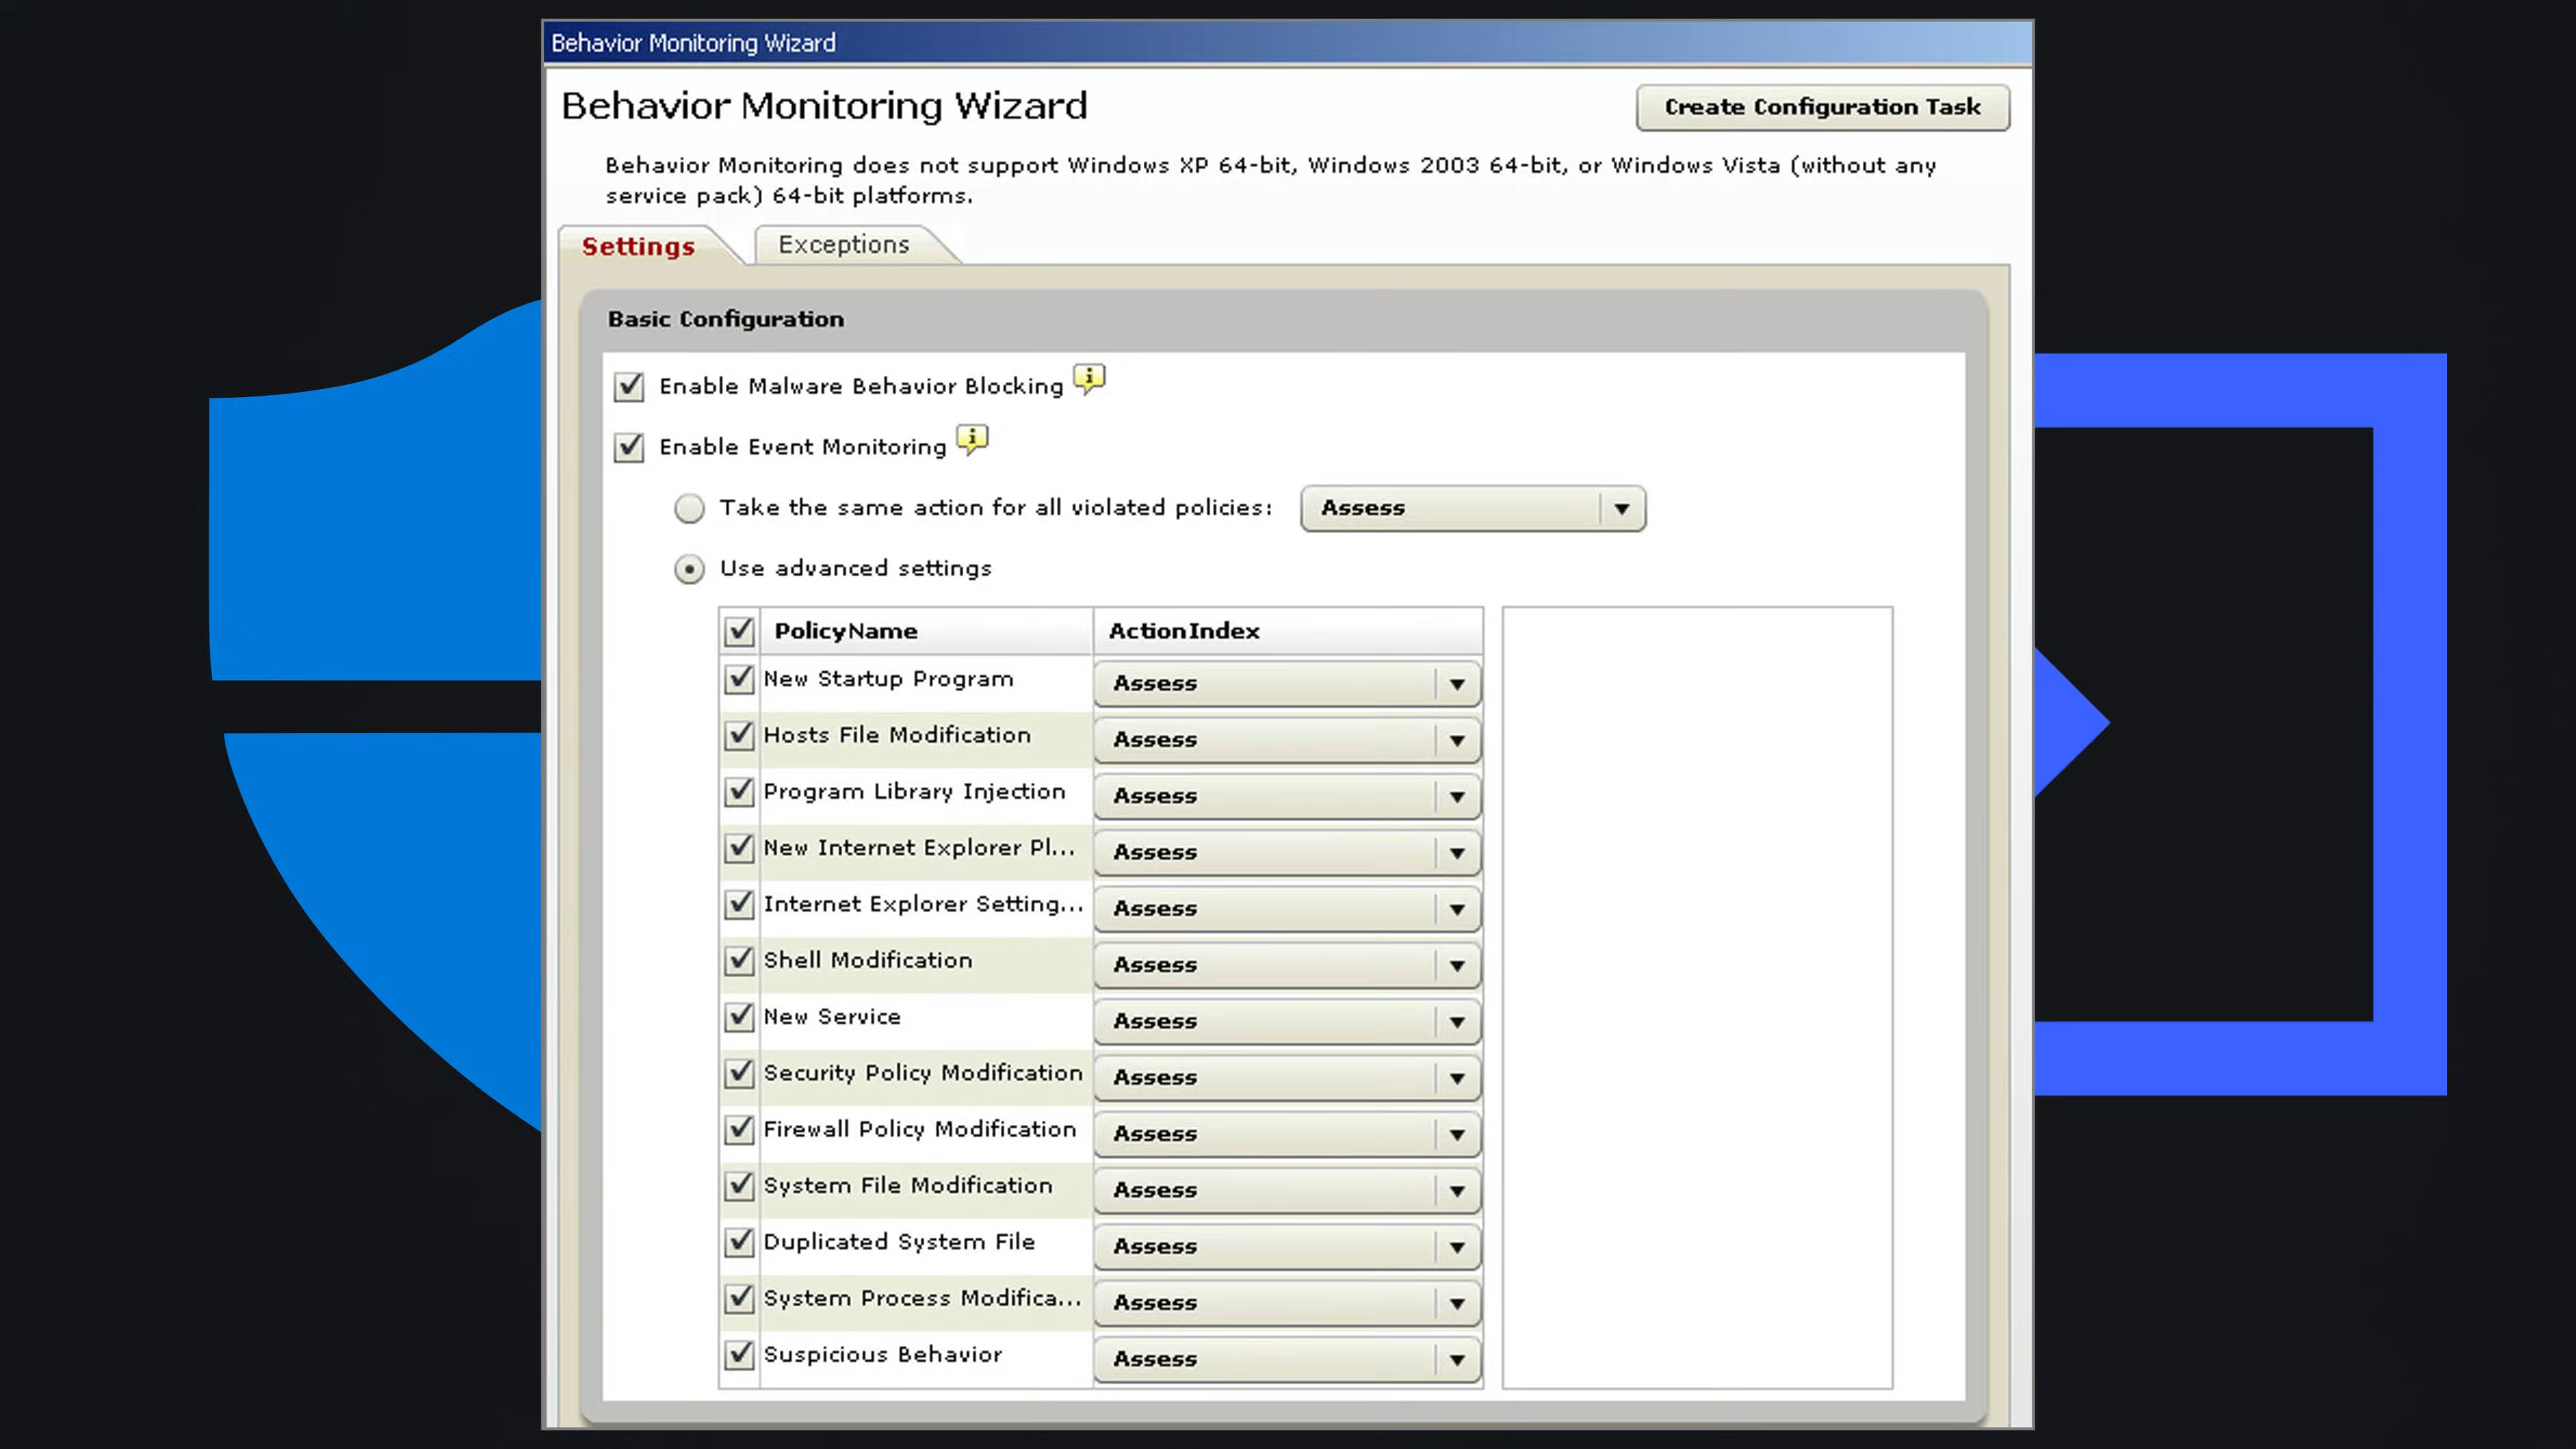 Behavior Monitoring Wizard
Behavior Monitoring Wizard
Create Configuration Task
Behavior Monitoring does not support Windows XP 64-bit, Windows 2003 64-bit, or Windows Vista (without any
service pack) 64-bit platforms.
Settings
Exceptions
Basic Configuration
Enable Malware Behavior Blocking
Enable Event Monitoring
Take the same action for all violated policies: Assess
Use advanced settings
PolicyName ActionIndex
New Startup Program Assess
Hosts File Modification Assess
Program Library Injection Assess
New Internet Explorer Pl... Assess
Internet Explorer Setting... Assess
Shell Modification Assess
New Service Assess
Security Policy Modification Assess
Firewall Policy Modification Assess
System File Modification Assess
Duplicated System File Assess
System Process Modifica... Assess
Suspicious Behavior Assess